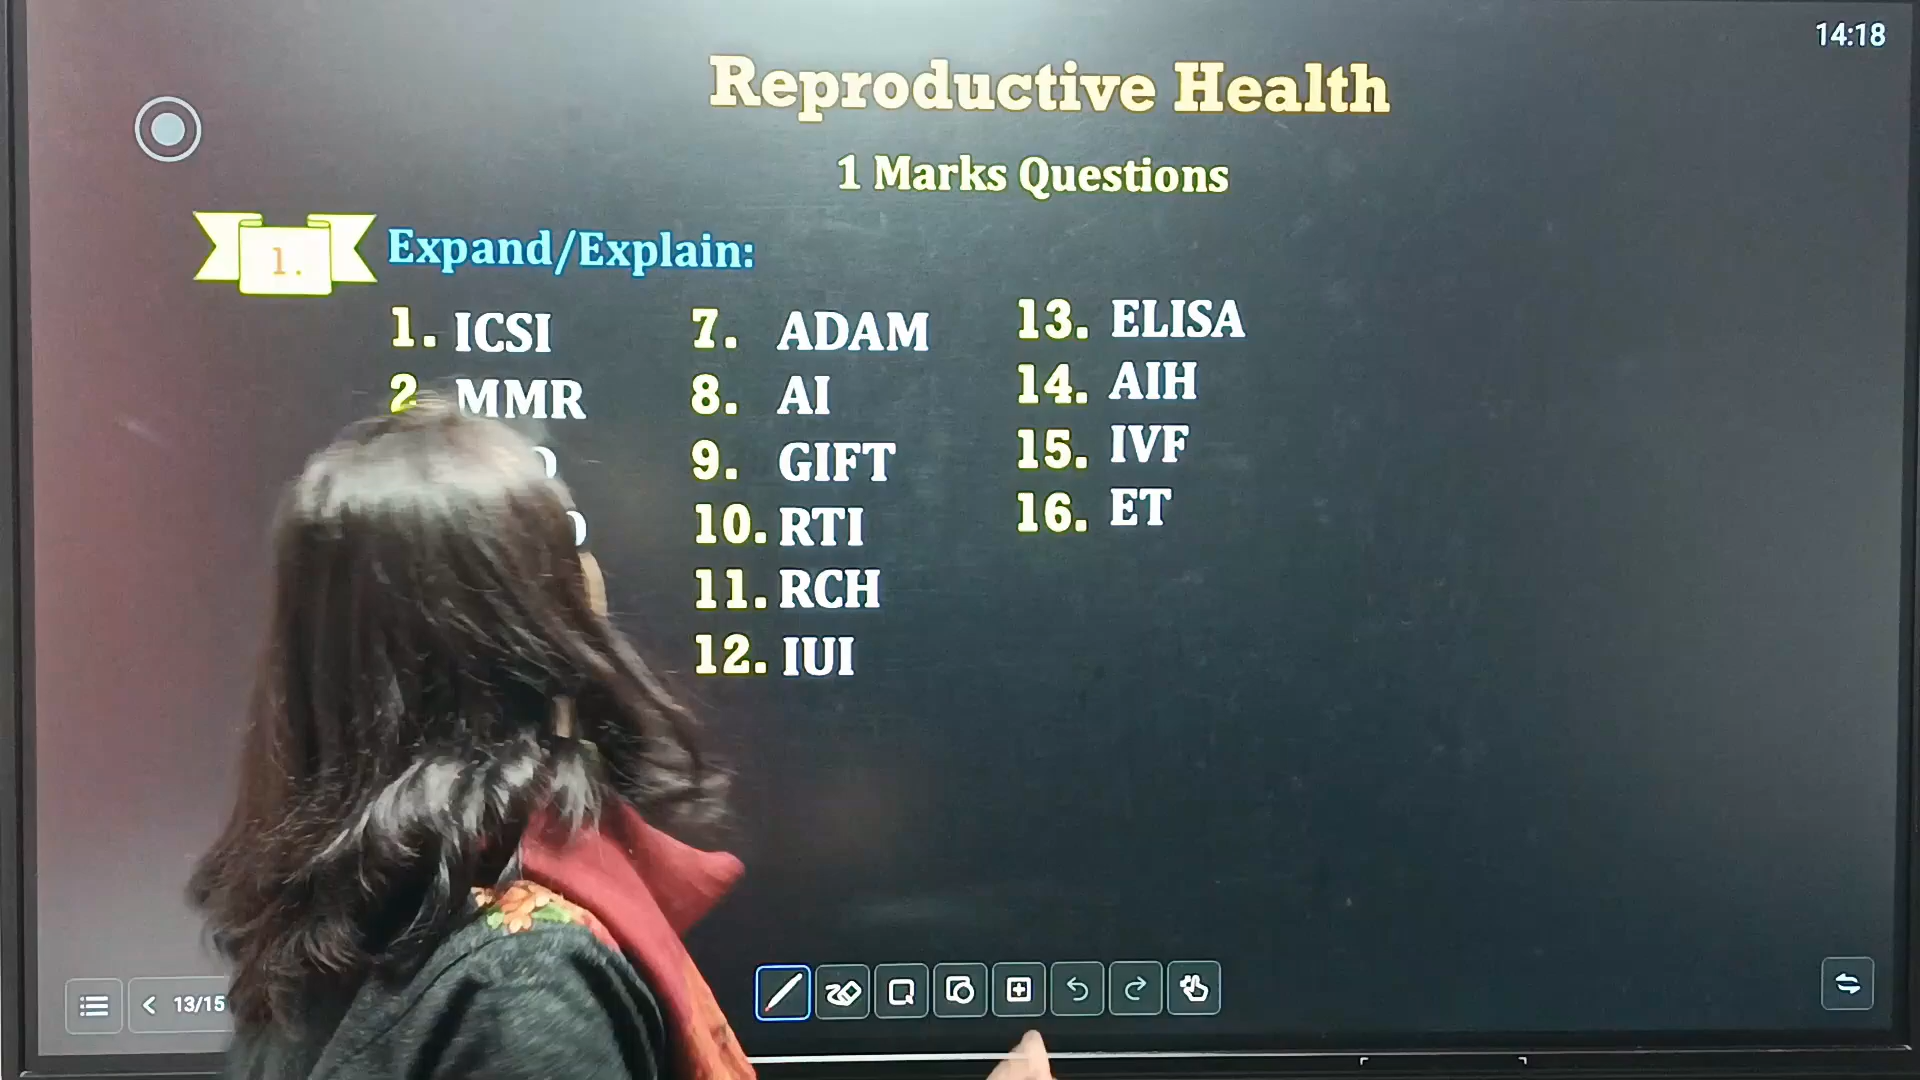 14:18
Reproductive Health
1 Marks Questions
1. Expand/Explain:
1. ICSI
2 MMR
7. ADAM
8. AI
9. GIFT
10. RTI
11. RCH
12. IUI
13. ELISA
14. AIH
15. IVF
16. ET
13/15